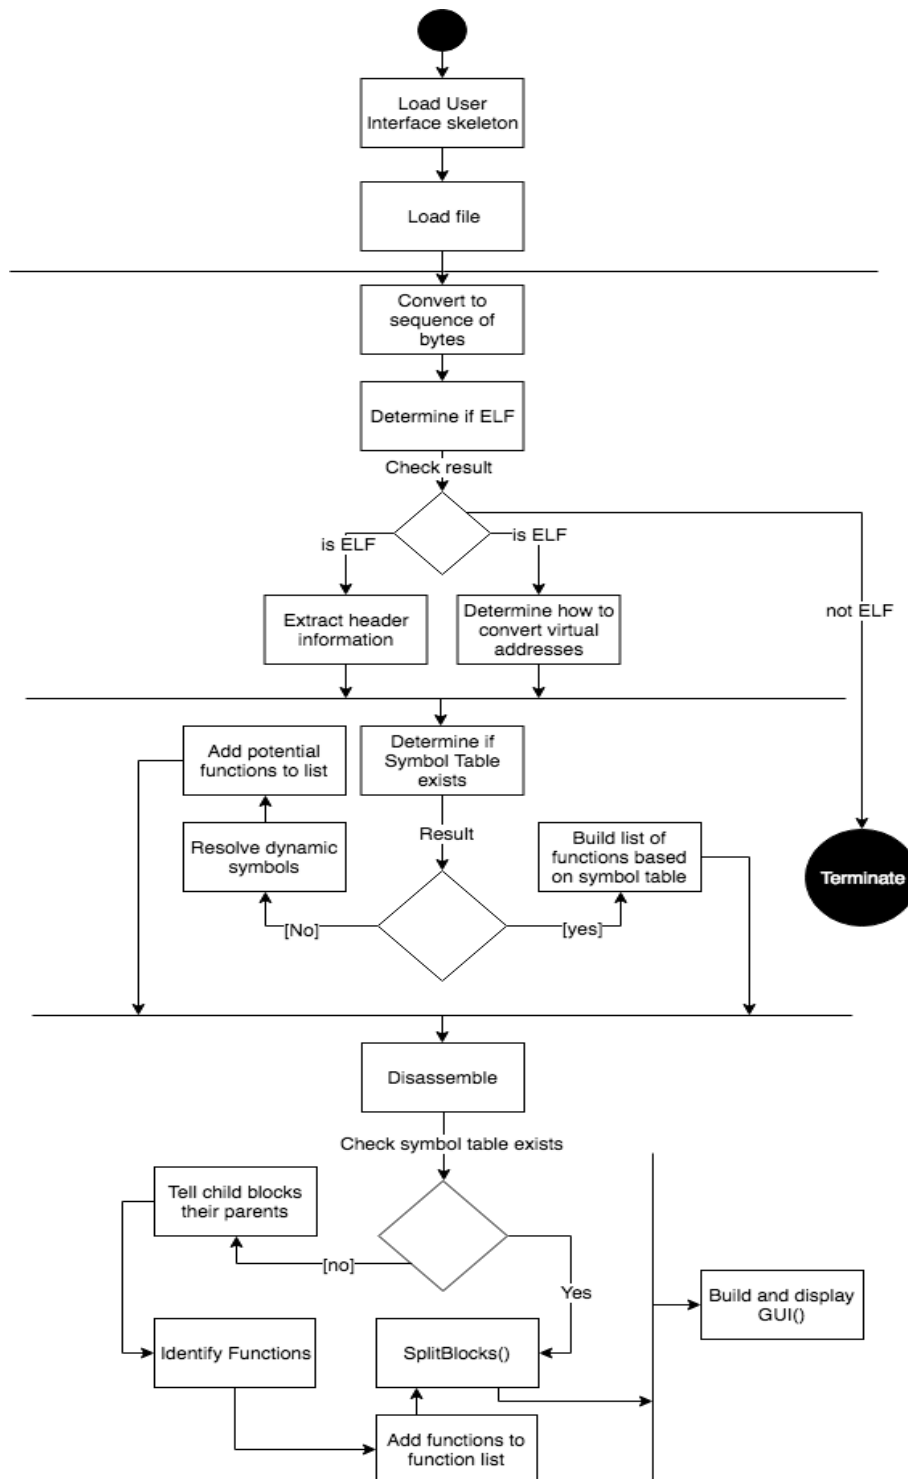 Load User
Interface skeleton
Load file
Convert to
sequence of
bytes
Determine if ELF
Check result
is ELF
is ELF
not ELF
Extract header
information
Determine how to
convert virtual
addresses
Add potential
functions to list
Determine if
Symbol Table
exists
Resolve dynamic
symbols
Result
Build list of
functions based
on symbol table
Terminate
[No]
[yes]
Disassemble
Check symbol table exists
Tell child blocks
their parents
[no]
Yes
Build and display
GUI()
Identify Functions
SplitBlocks()
Add functions to
function list